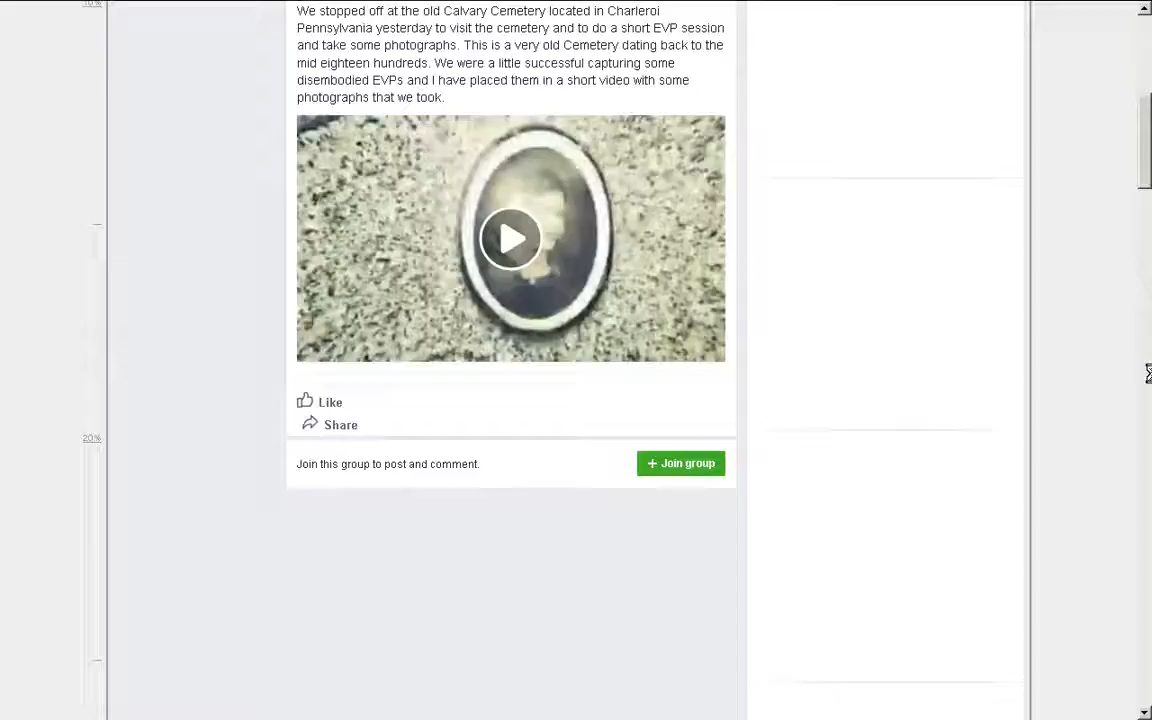 10%
We stopped off at the old Calvary Cemetery located in Charleroi
Pennsylvania yesterday to visit the cemetery and to do a short EVP session
and take some photographs. This is a very old Cemetery dating back to the
mid eighteen hundreds. We were a little successful capturing some
disembodied EVPs and I have placed them in a short video with some
photographs that we took.
Like
Share
20%
Join this group to post and comment.
+ Join group